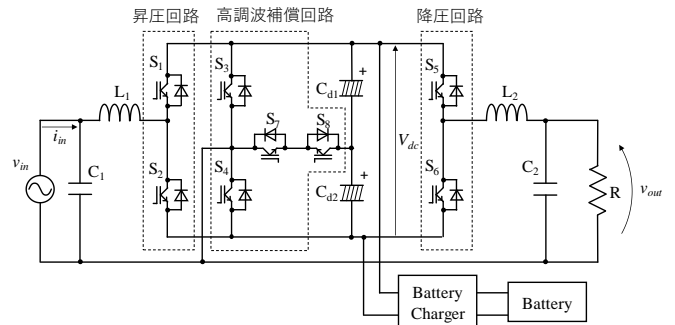 昇圧回路
高調波補償回路
降圧回路
S1
S3
S5
Cd1
+
L1
L2
S7
S8
Vdc
iin
vin
C1
S2
S4
S6
+
Cd2
C2
R
vout
Battery
Charger
Battery